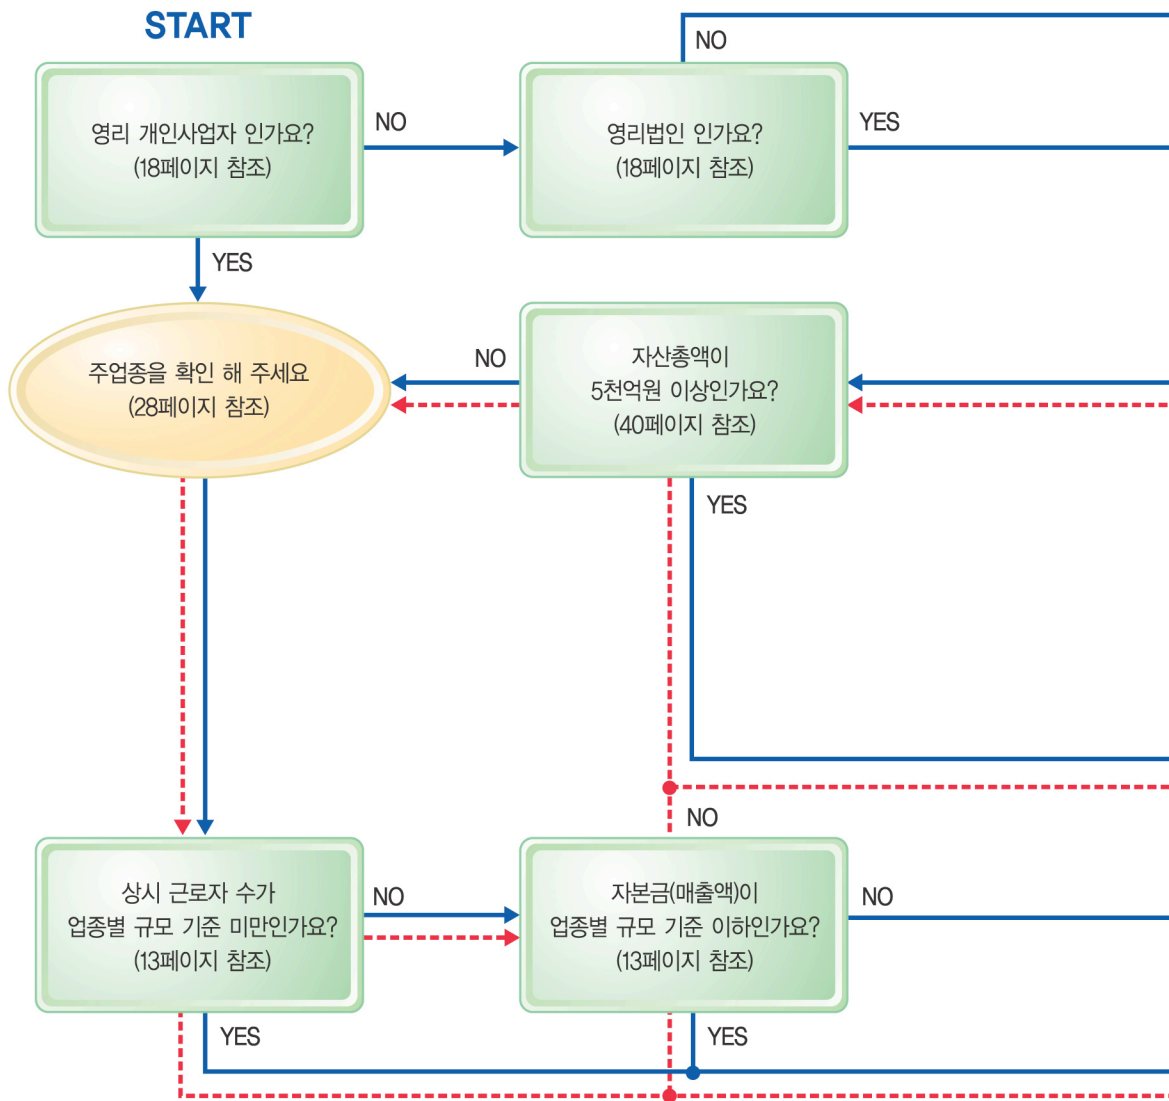 START
NO
영리 개인사업자 인가요?
(18페이지 참조)
NO
영리법인 인가요?
(18페이지 참조)
YES
YES
주업종을 확인 해 주세요
(28페이지 참조)
NO
자산총액이
5천억원 이상인가요?
(40페이지 참조)
YES
NO
상시 근로자 수가
업종별 규모 기준 미만인가요?
(13페이지 참조)
NO
자본금(매출액)이
업종별 규모 기준 이하인가요?
(13페이지 참조)
NO
YES
YES